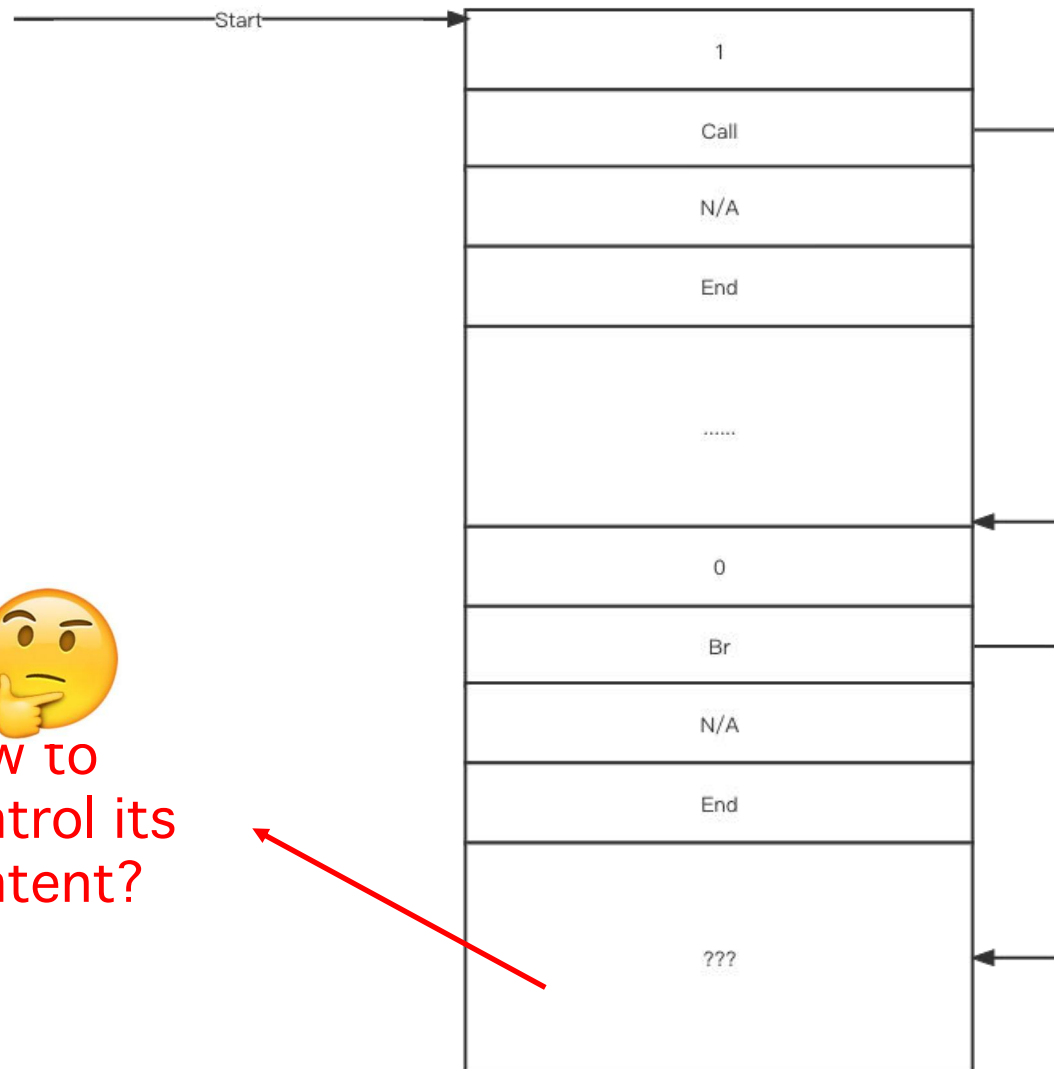 Start
1
Call
N/A
End
......
0
Br
N/A
End
???
w to
ntrol its
ntent?